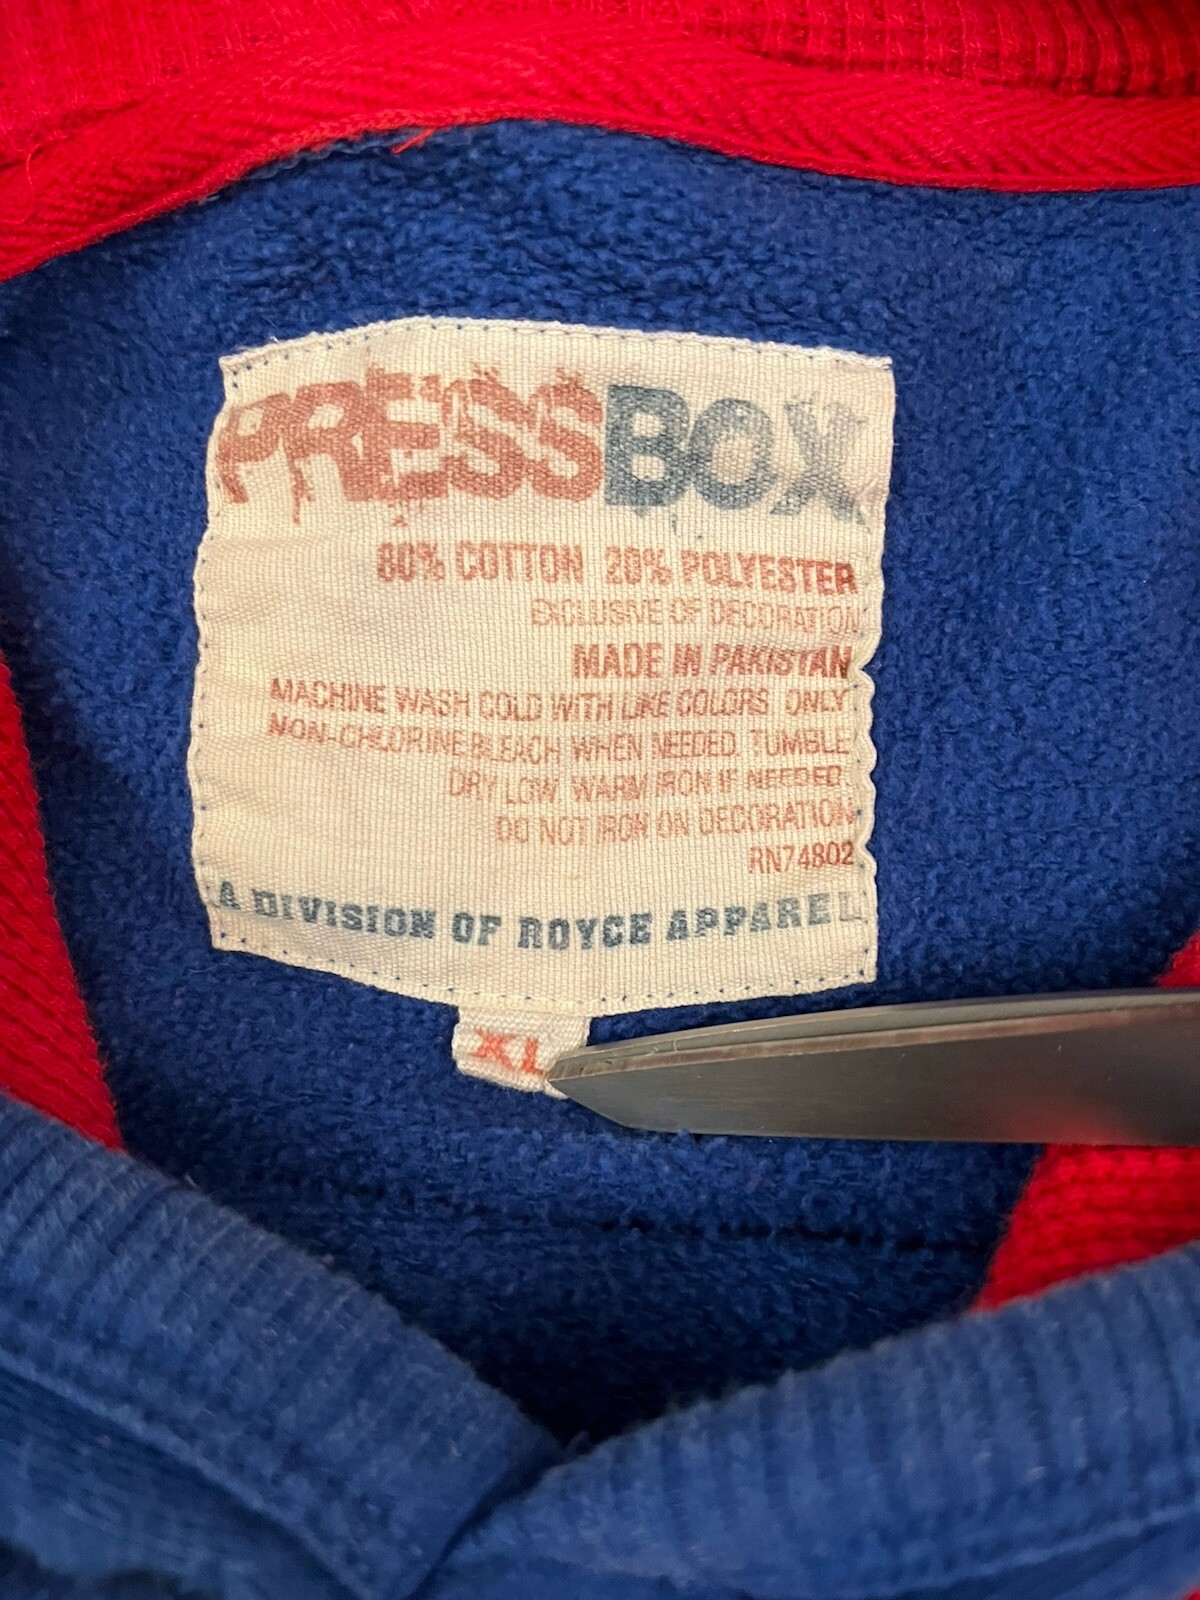 PRESSBOX
80% COTTON 20% POLYESTER
EXCLUSIVE OF DECORATION
MADE IN PAKISTAN
MACHINE WASH COLD WITH LIKE COLORS ONLY
NON-CHLORINE BLEACH WHEN NEEDED. TUMBLE
DRY LOW. WARM IRON IF NEEDED.
DO NOT IRON ON DECORATION
RN74802
A DIVISION OF ROYCE APPAREL
XL